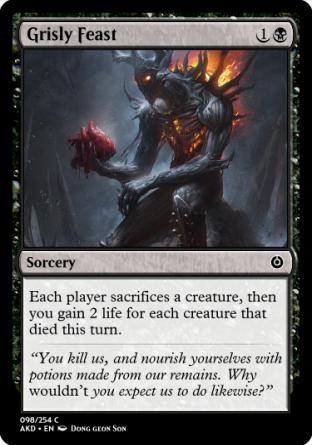 Grisly Feast 1
Sorcery
Each player sacrifices a creature, then
you gain 2 life for each creature that
died this turn.
“You kill us, and nourish yourselves with
potions made from our remains. Why
wouldn’t you expect us to do likewise?”
098/254 C
AKD • EN Dong geon Son